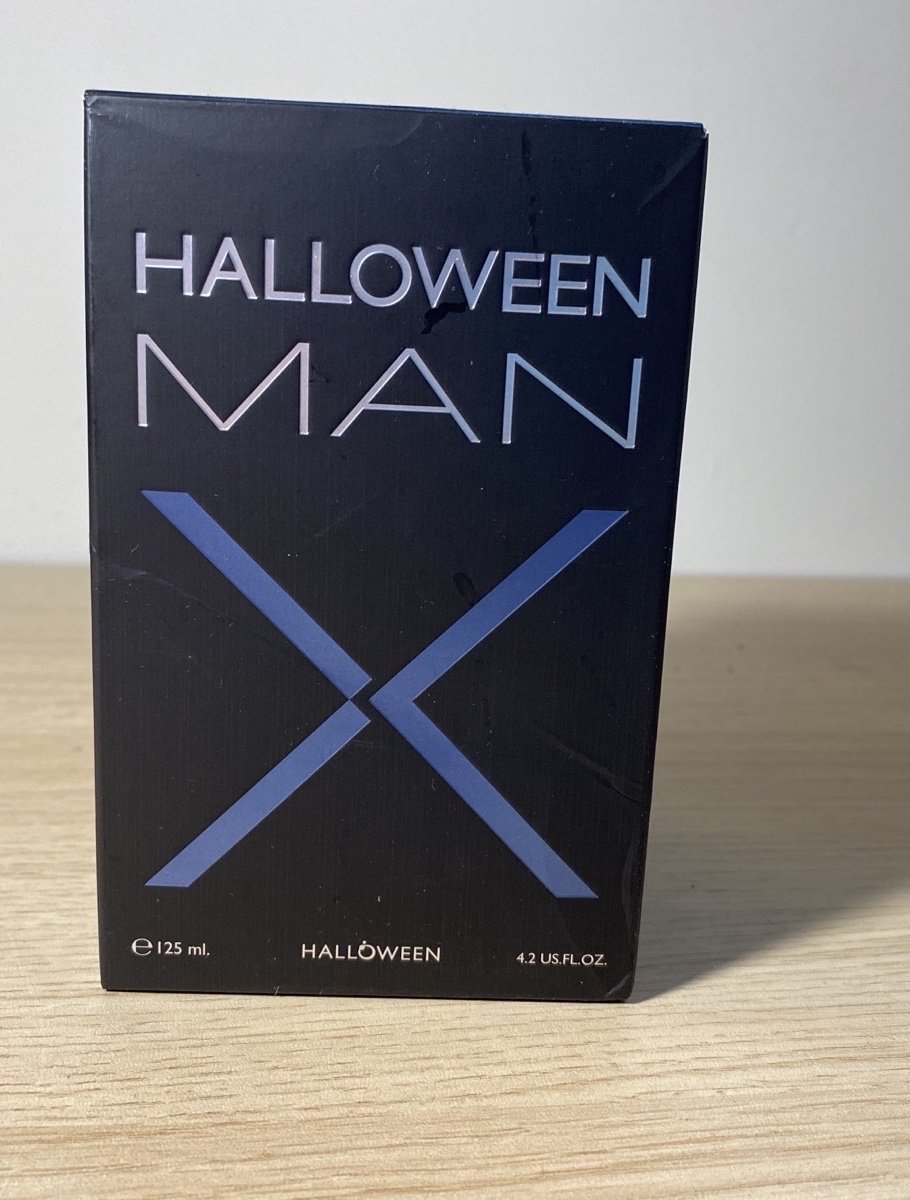 HALLOWEEN
MAN
X
℮125 ml. HALLOWEEN 4.2 US.FL.OZ.